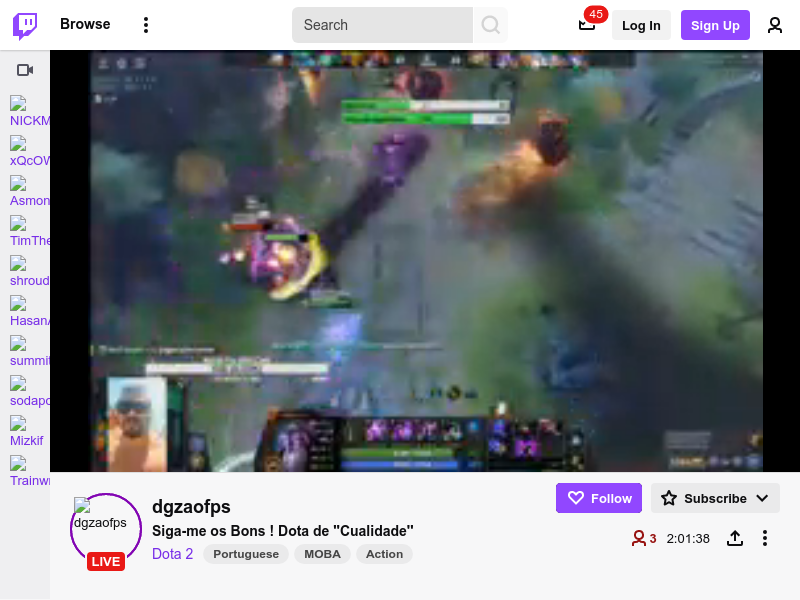 Browse
Search
45
Log In
Sign Up
NICKM
xQcOW
Asmon
TimThe
shroud
HasanA
summit
sodapo
Mizkif
Trainw
dgzaofps
LIVE
dgzaofps
Siga-me os Bons ! Dota de "Cualidade"
Dota 2
Portuguese
MOBA
Action
Follow
Subscribe
3
2:01:38